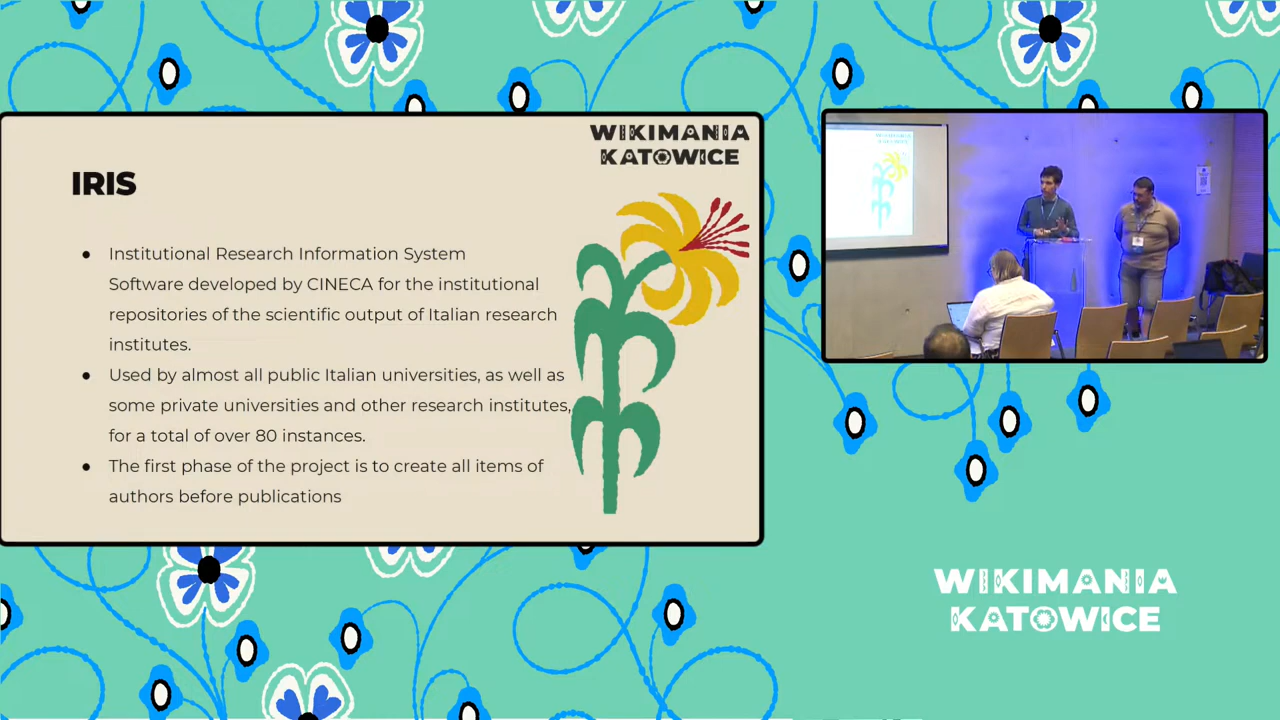 WIKIMANIA
KATOWICE
IRIS
● Institutional Research Information System
Software developed by CINECA for the institutional
repositories of the scientific output of Italian research
institutes.
● Used by almost all public Italian universities, as well as
some private universities and other research institutes,
for a total of over 80 instances.
● The first phase of the project is to create all items of
authors before publications
WIKIMANIA
KATOWICE